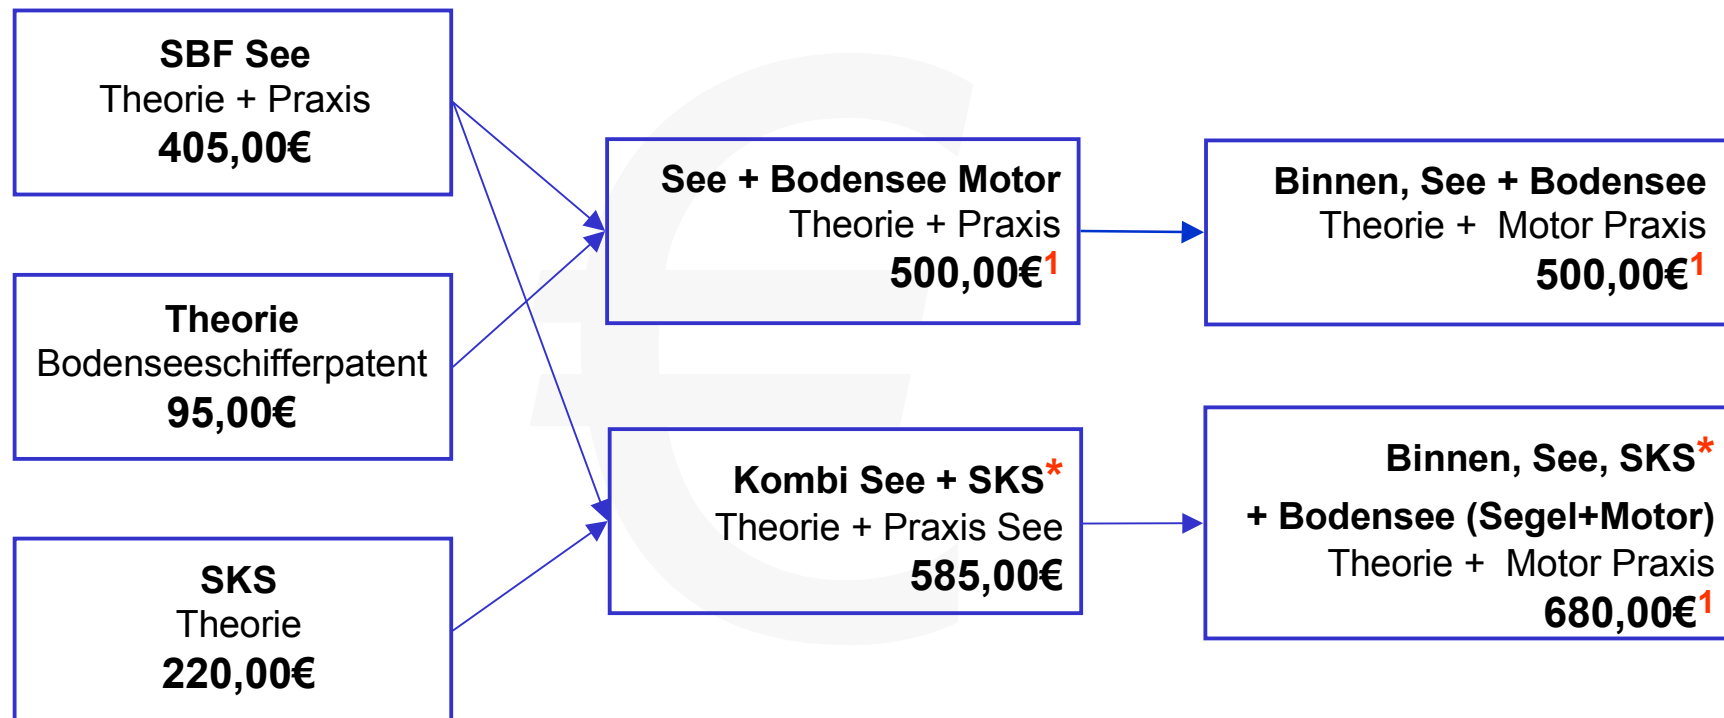 SBF See
Theorie + Praxis
405,00€
Theorie
Bodenseeschifferpatent
95,00€
SKS
Theorie
220,00€
See + Bodensee Motor
Theorie + Praxis
500,00€1
Kombi See + SKS*
Theorie + Praxis See
585,00€
Binnen, See + Bodensee
Theorie + Motor Praxis
500,00€1
Binnen, See, SKS*
+ Bodensee (Segel+Motor)
Theorie + Motor Praxis
680,00€1